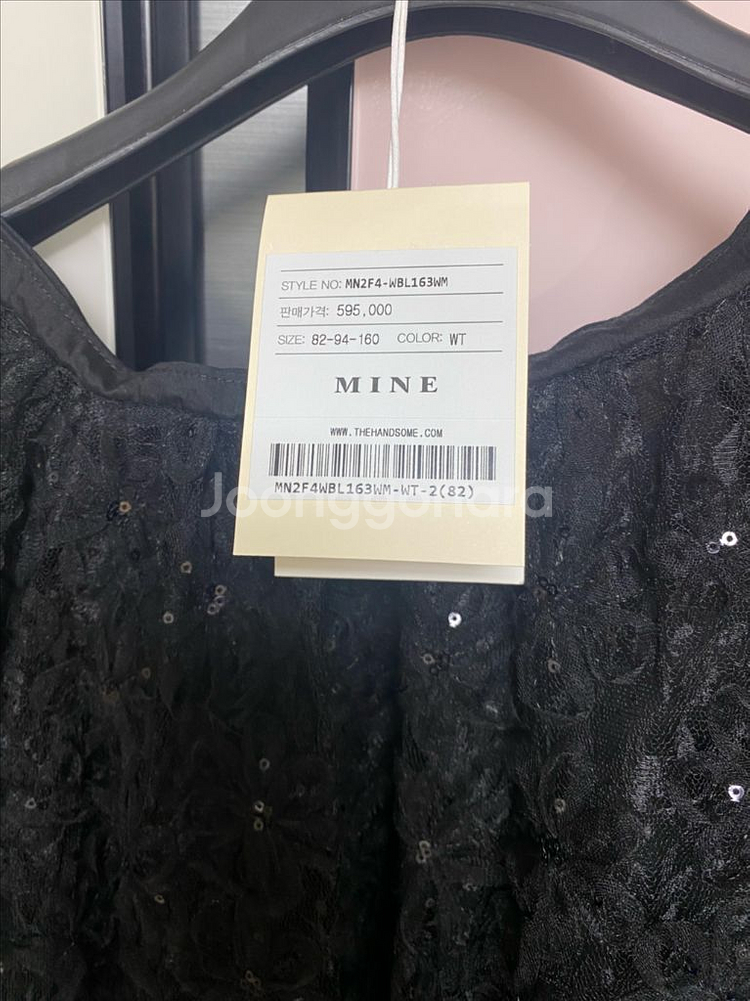 STYLE NO: MN2F4-WBL163WM
판매가격: 595,000
SIZE: 82-94-160 COLOR: WT
MINE
WWW.THEHANDSOME.COM
MN2F4WBL163WM-WT-2(82)
Joonggonara